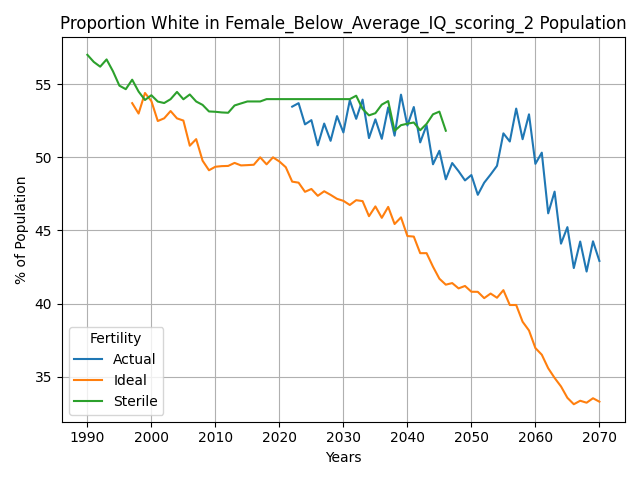 Proportion White in Female_Below_Average_IQ_scoring_2 Population
% of Population
55
50
45
40
35
Fertility
Actual
Ideal
Sterile
1990 2000 2010 2020 2030 2040 2050 2060 2070
Years